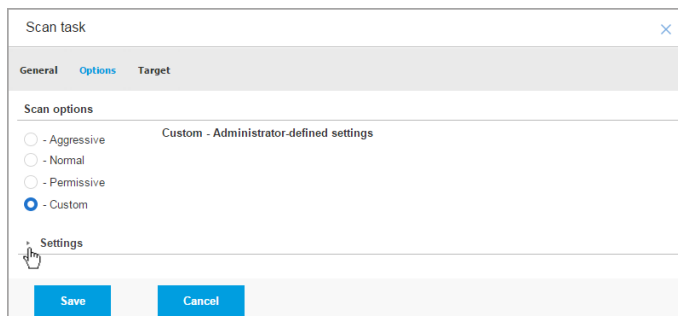 Scan task
General Options Target
Scan options
- Aggressive
Custom - Administrator-defined settings
- Normal
- Permissive
- Custom
Settings
Save Cancel